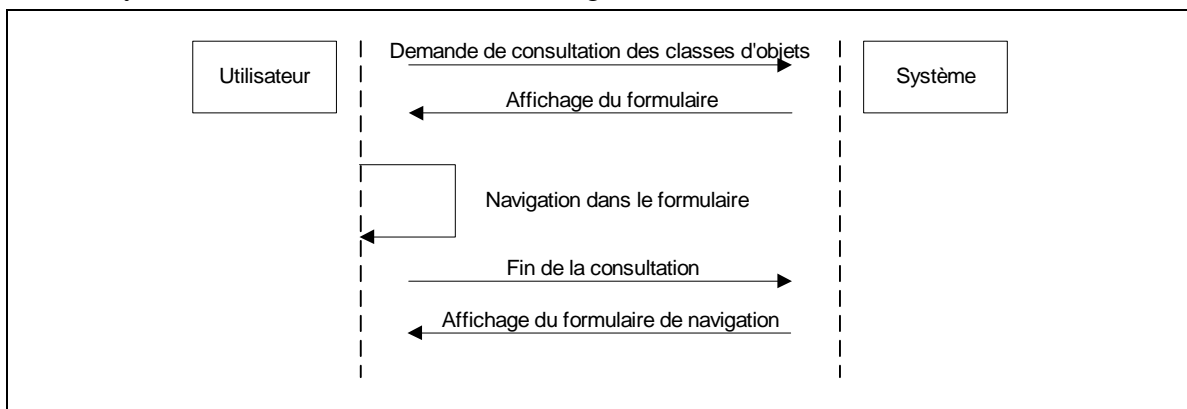 Utilisateur
Demande de consultation des classes d'objets
Système
Affichage du formulaire
Navigation dans le formulaire
Fin de la consultation
Affichage du formulaire de navigation